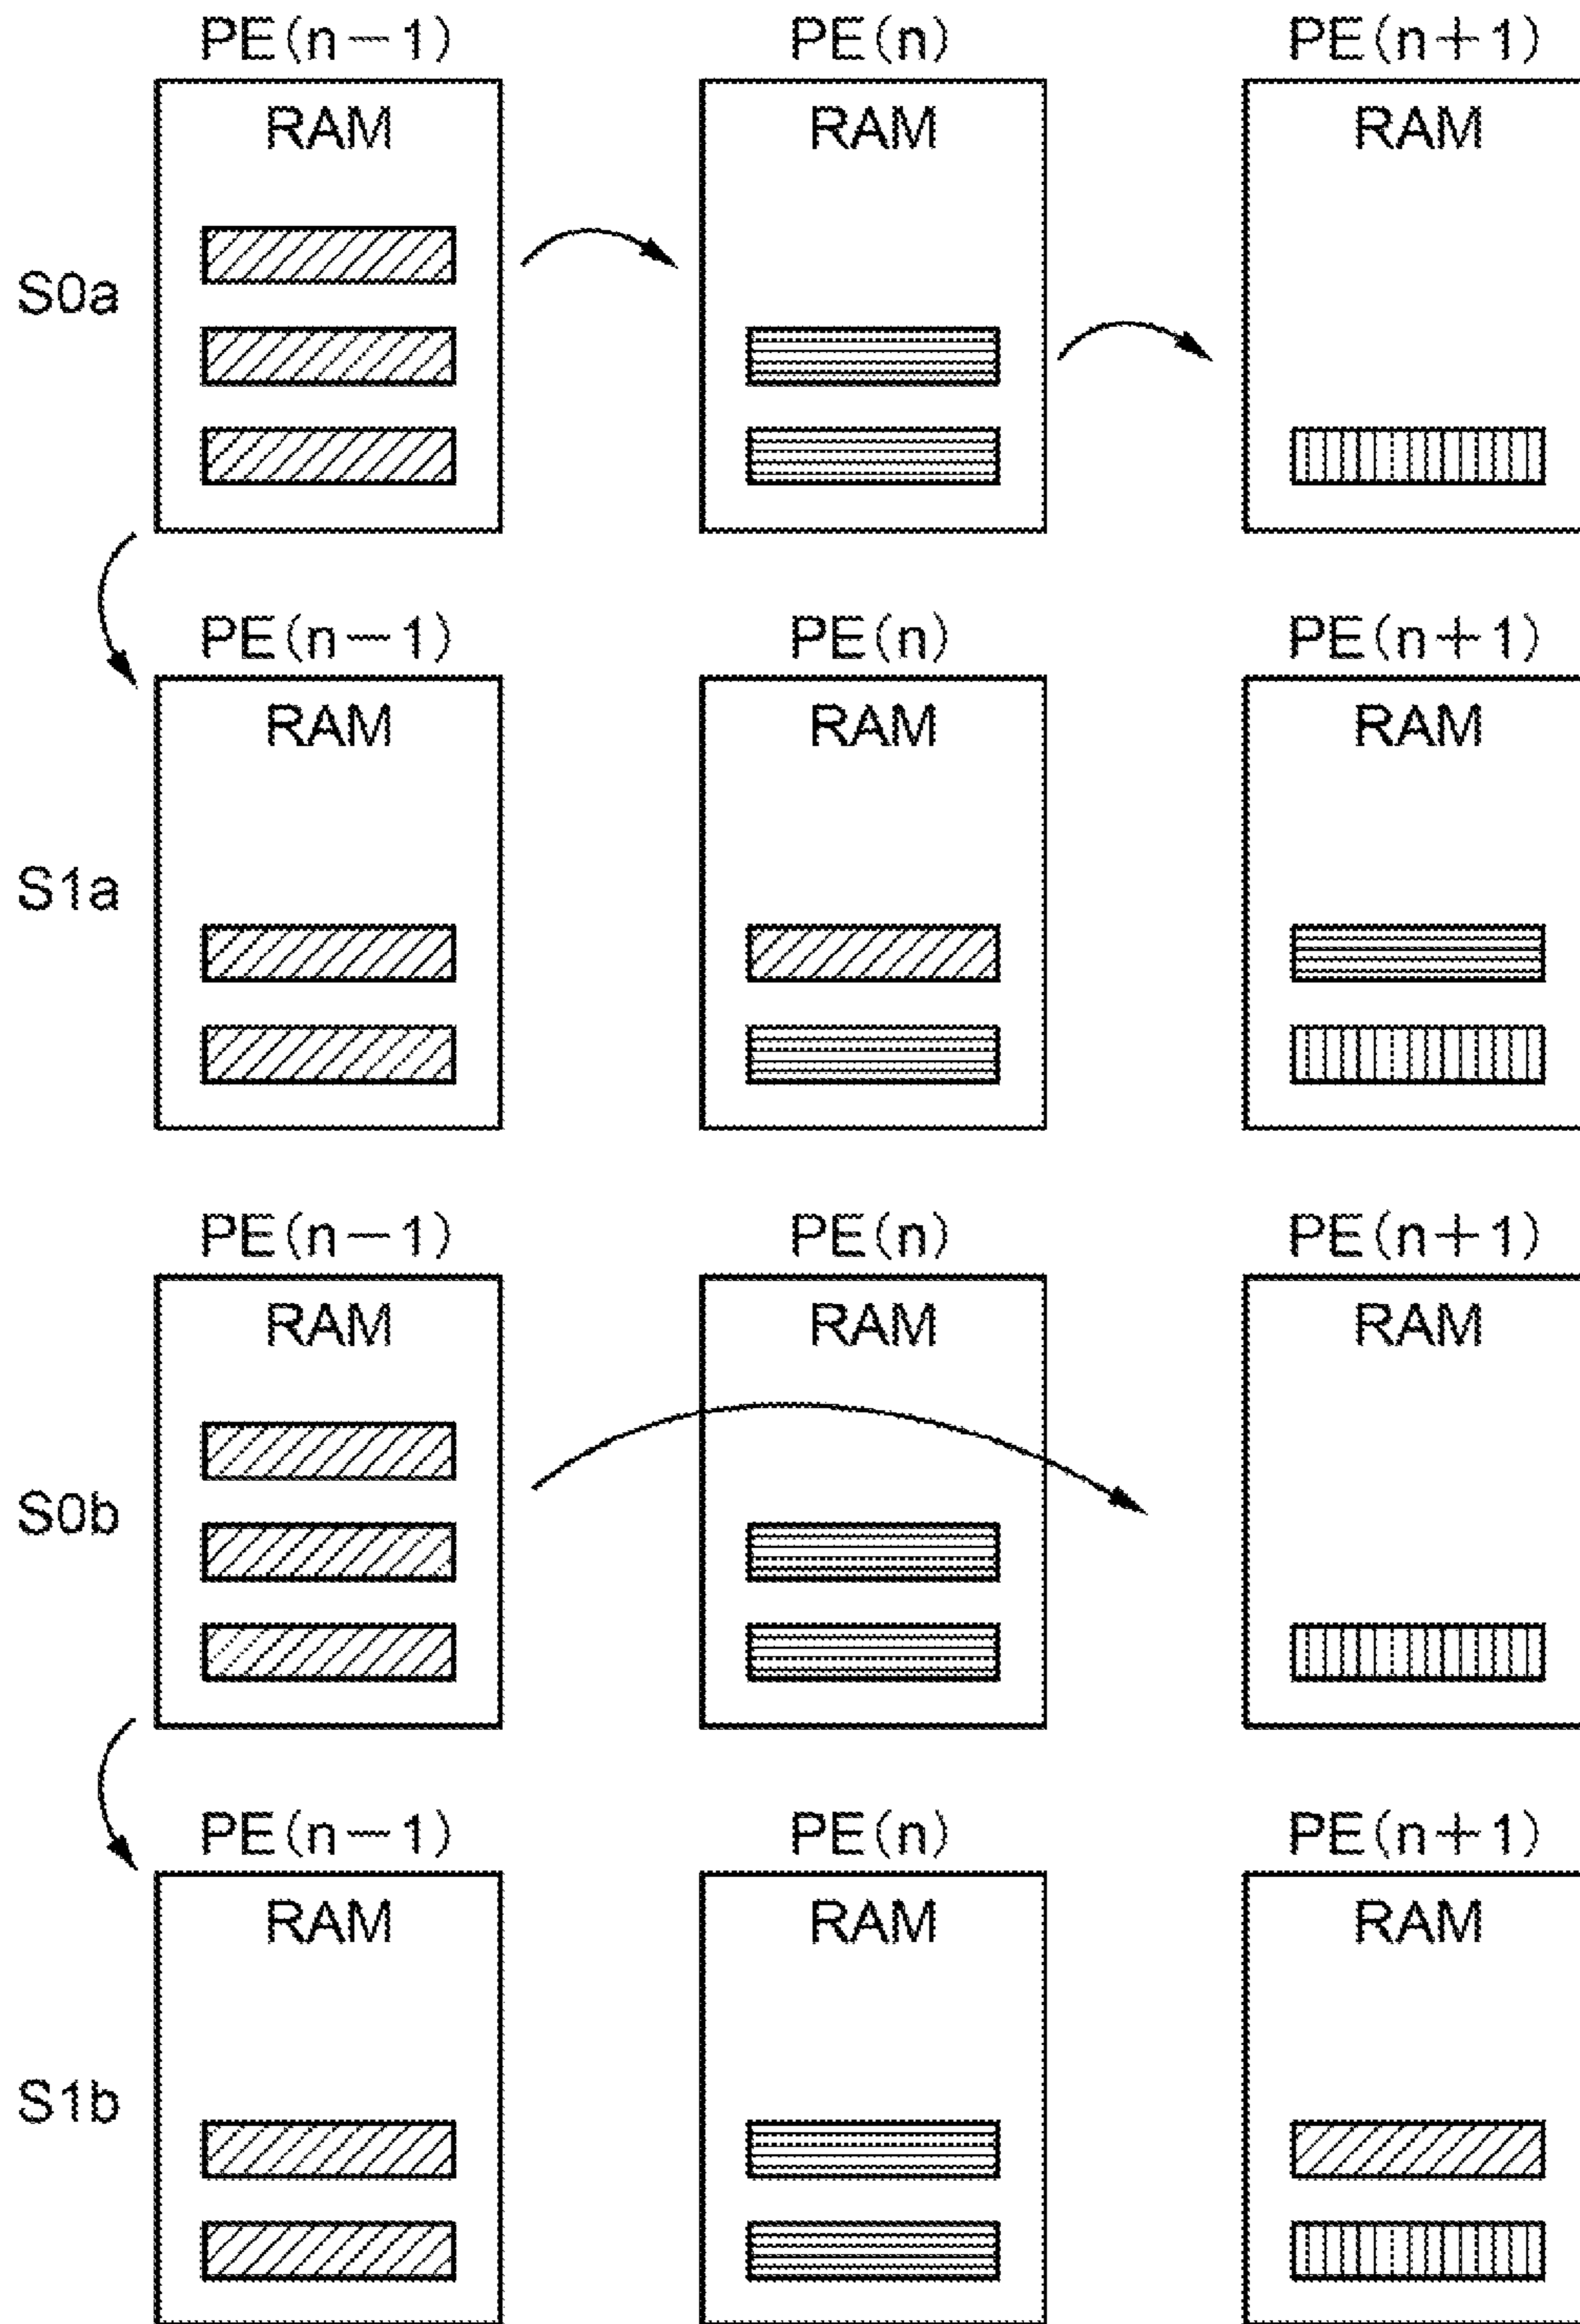 PE(n−1) PE(n) PE(n+1)
RAM RAM RAM
S0a
PE(n−1) PE(n) PE(n+1)
RAM RAM RAM
S1a
PE(n−1) PE(n) PE(n+1)
RAM RAM RAM
S0b
PE(n−1) PE(n) PE(n+1)
RAM RAM RAM
S1b